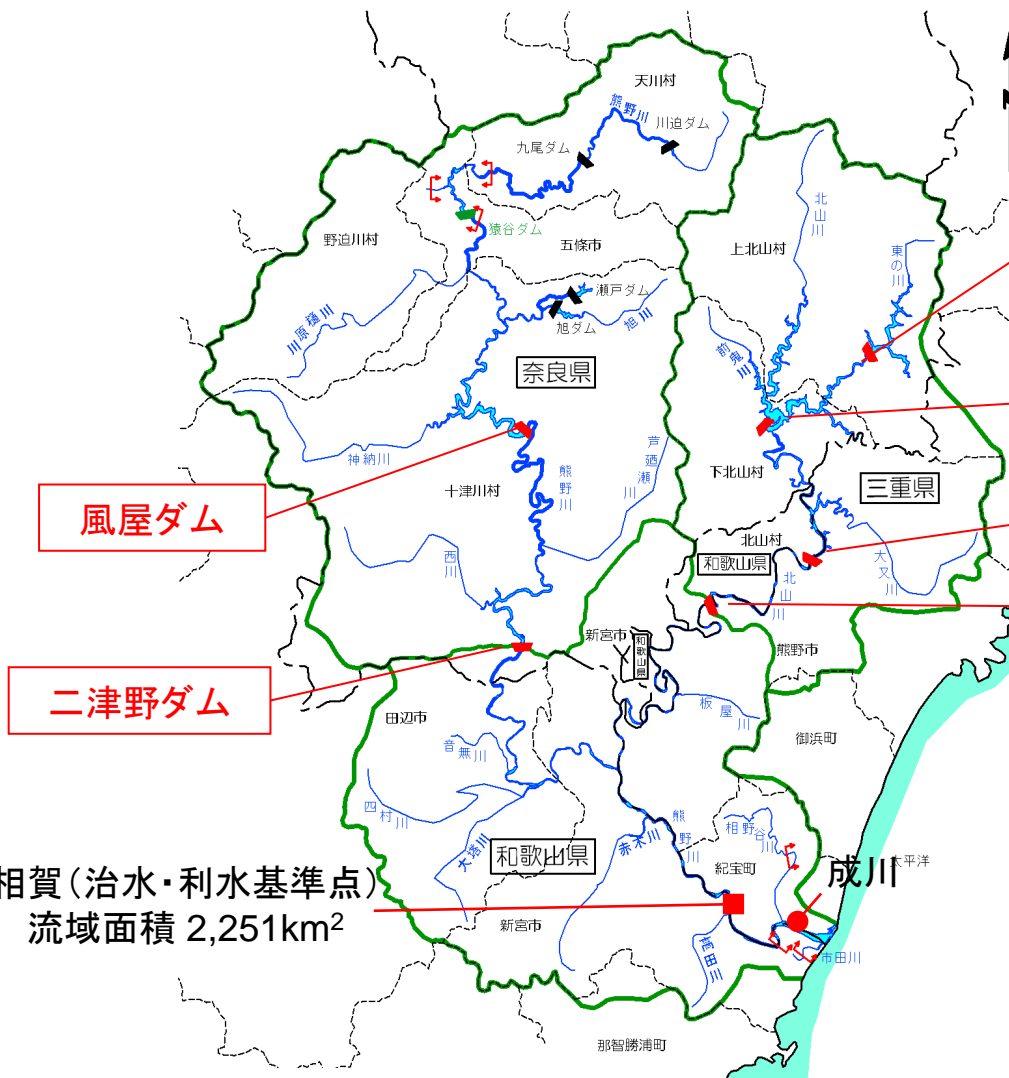 天川村
熊野川
川迫ダム
九尾ダム
猿谷ダム
野迫川村
五條市
上北山村
北山川
東の川
川原樋川
瀬戸ダム
旭ダム
旭川
前鬼川
奈良県
神納川
十津川村
熊野川
芦廼瀬川
下北山村
三重県
風屋ダム
西川
北山村
和歌山県
北山川
大又川
新宮市
和歌山県
熊野市
二津野ダム
田辺市
音無川
板屋川
御浜町
四村川
大塔川
和歌山県
赤木川
熊野川
相野谷川
紀宝町
成川
太平洋
相賀(治水・利水基準点)
流域面積 2,251km²
新宮市
市田川
那智勝浦町